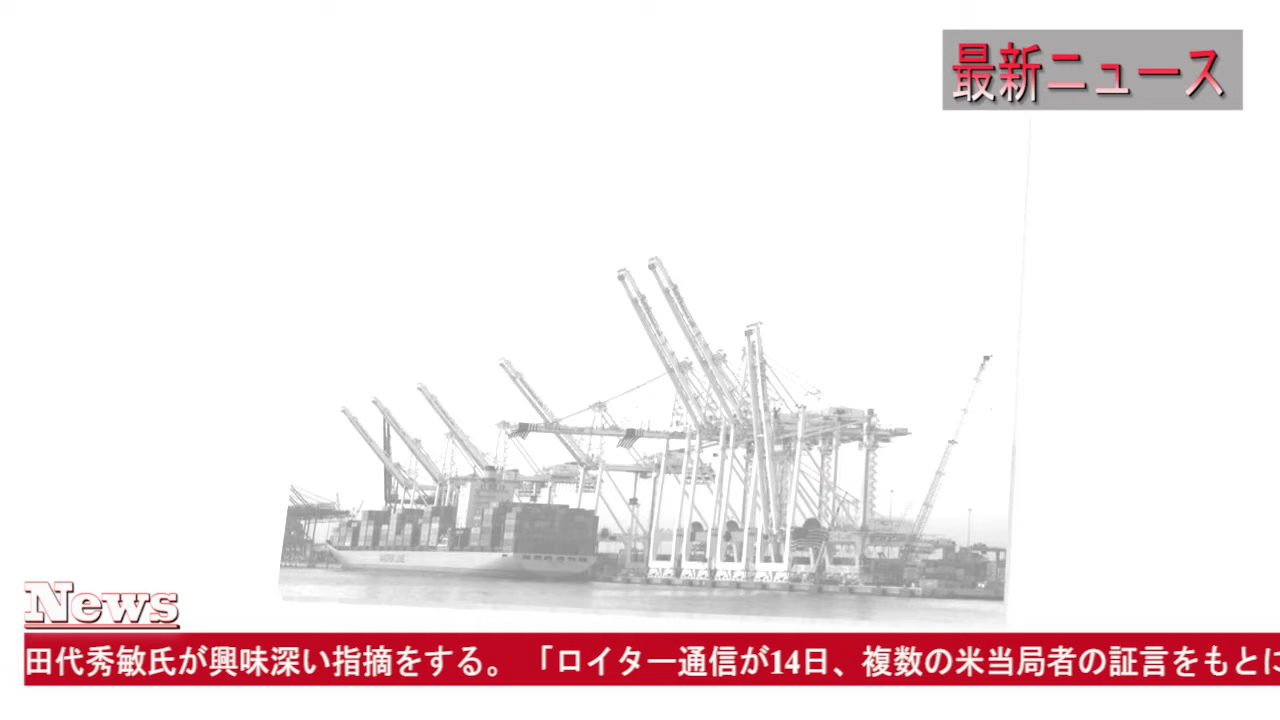 最新ニュース
News
田代秀敏氏が興味深い指摘をする。 「ロイター通信が14日、複数の米当局者の証言をもとに